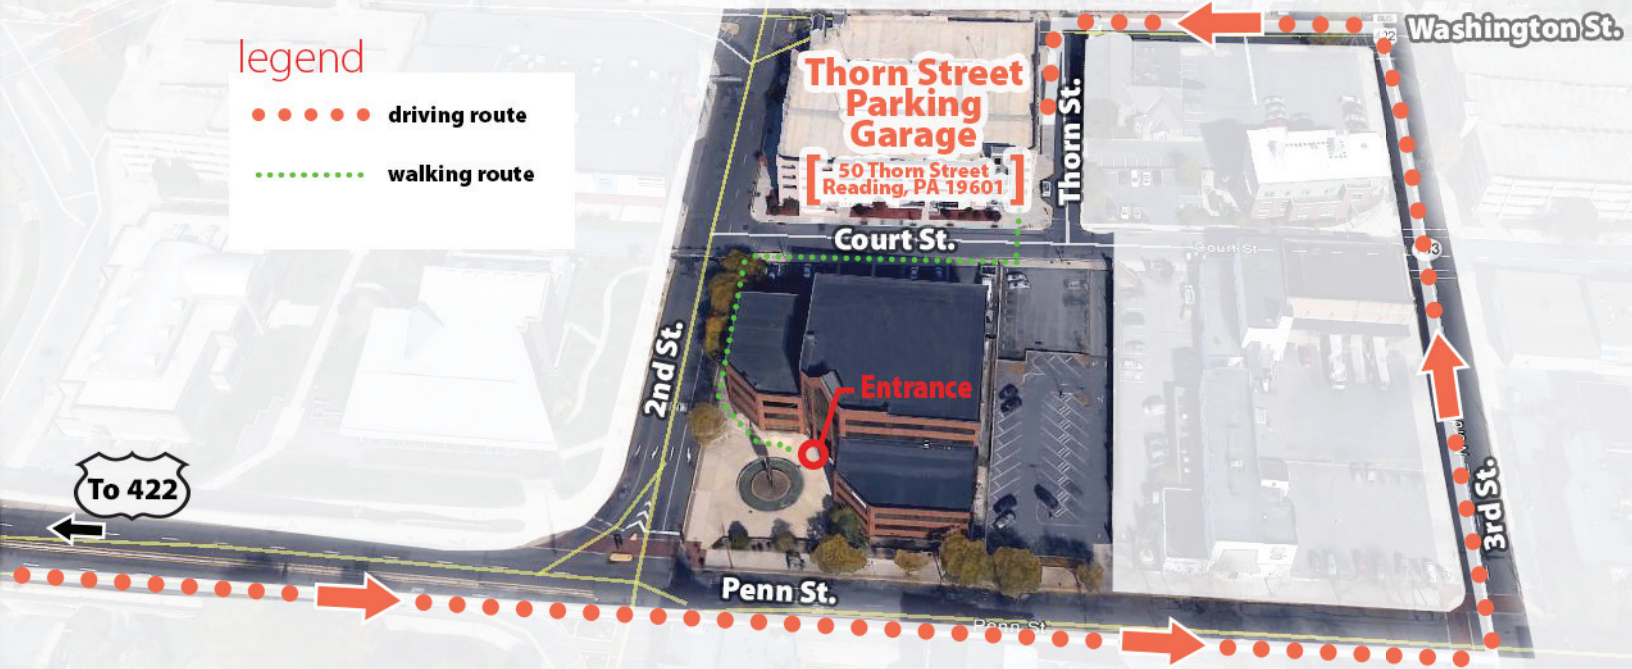 legend
driving route
walking route
Thorn Street
Parking
Garage
[50 Thorn Street
Reading, PA 19601]
Washington St.
Thorn St.
Court St.
Court St
2nd St.
Entrance
To 422
3rd St.
Penn St.
Penn St